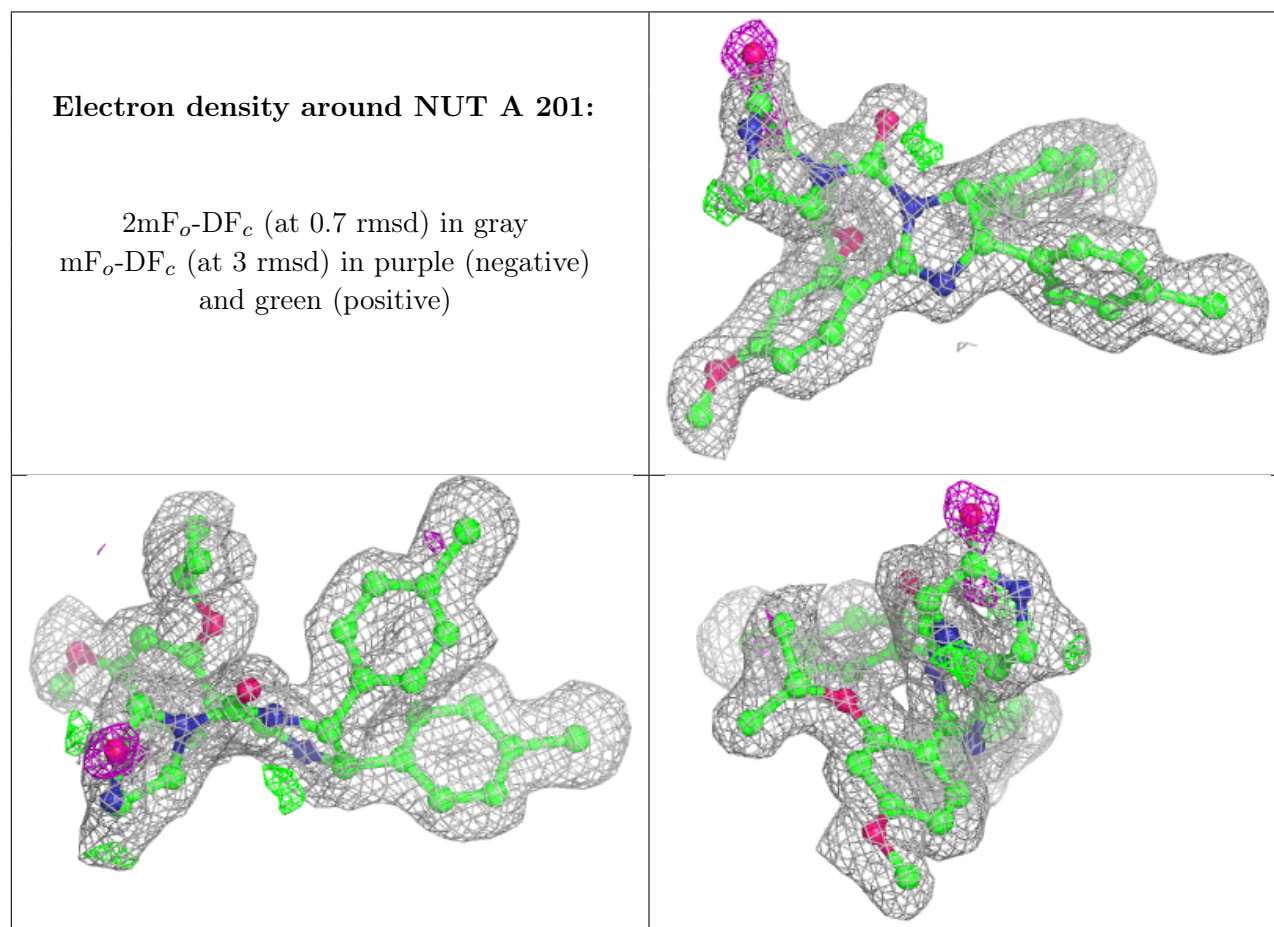 Electron density around NUT A 201:
2mFo-DFc (at 0.7 rmsd) in gray
mFo-DFc (at 3 rmsd) in purple (negative)
and green (positive)